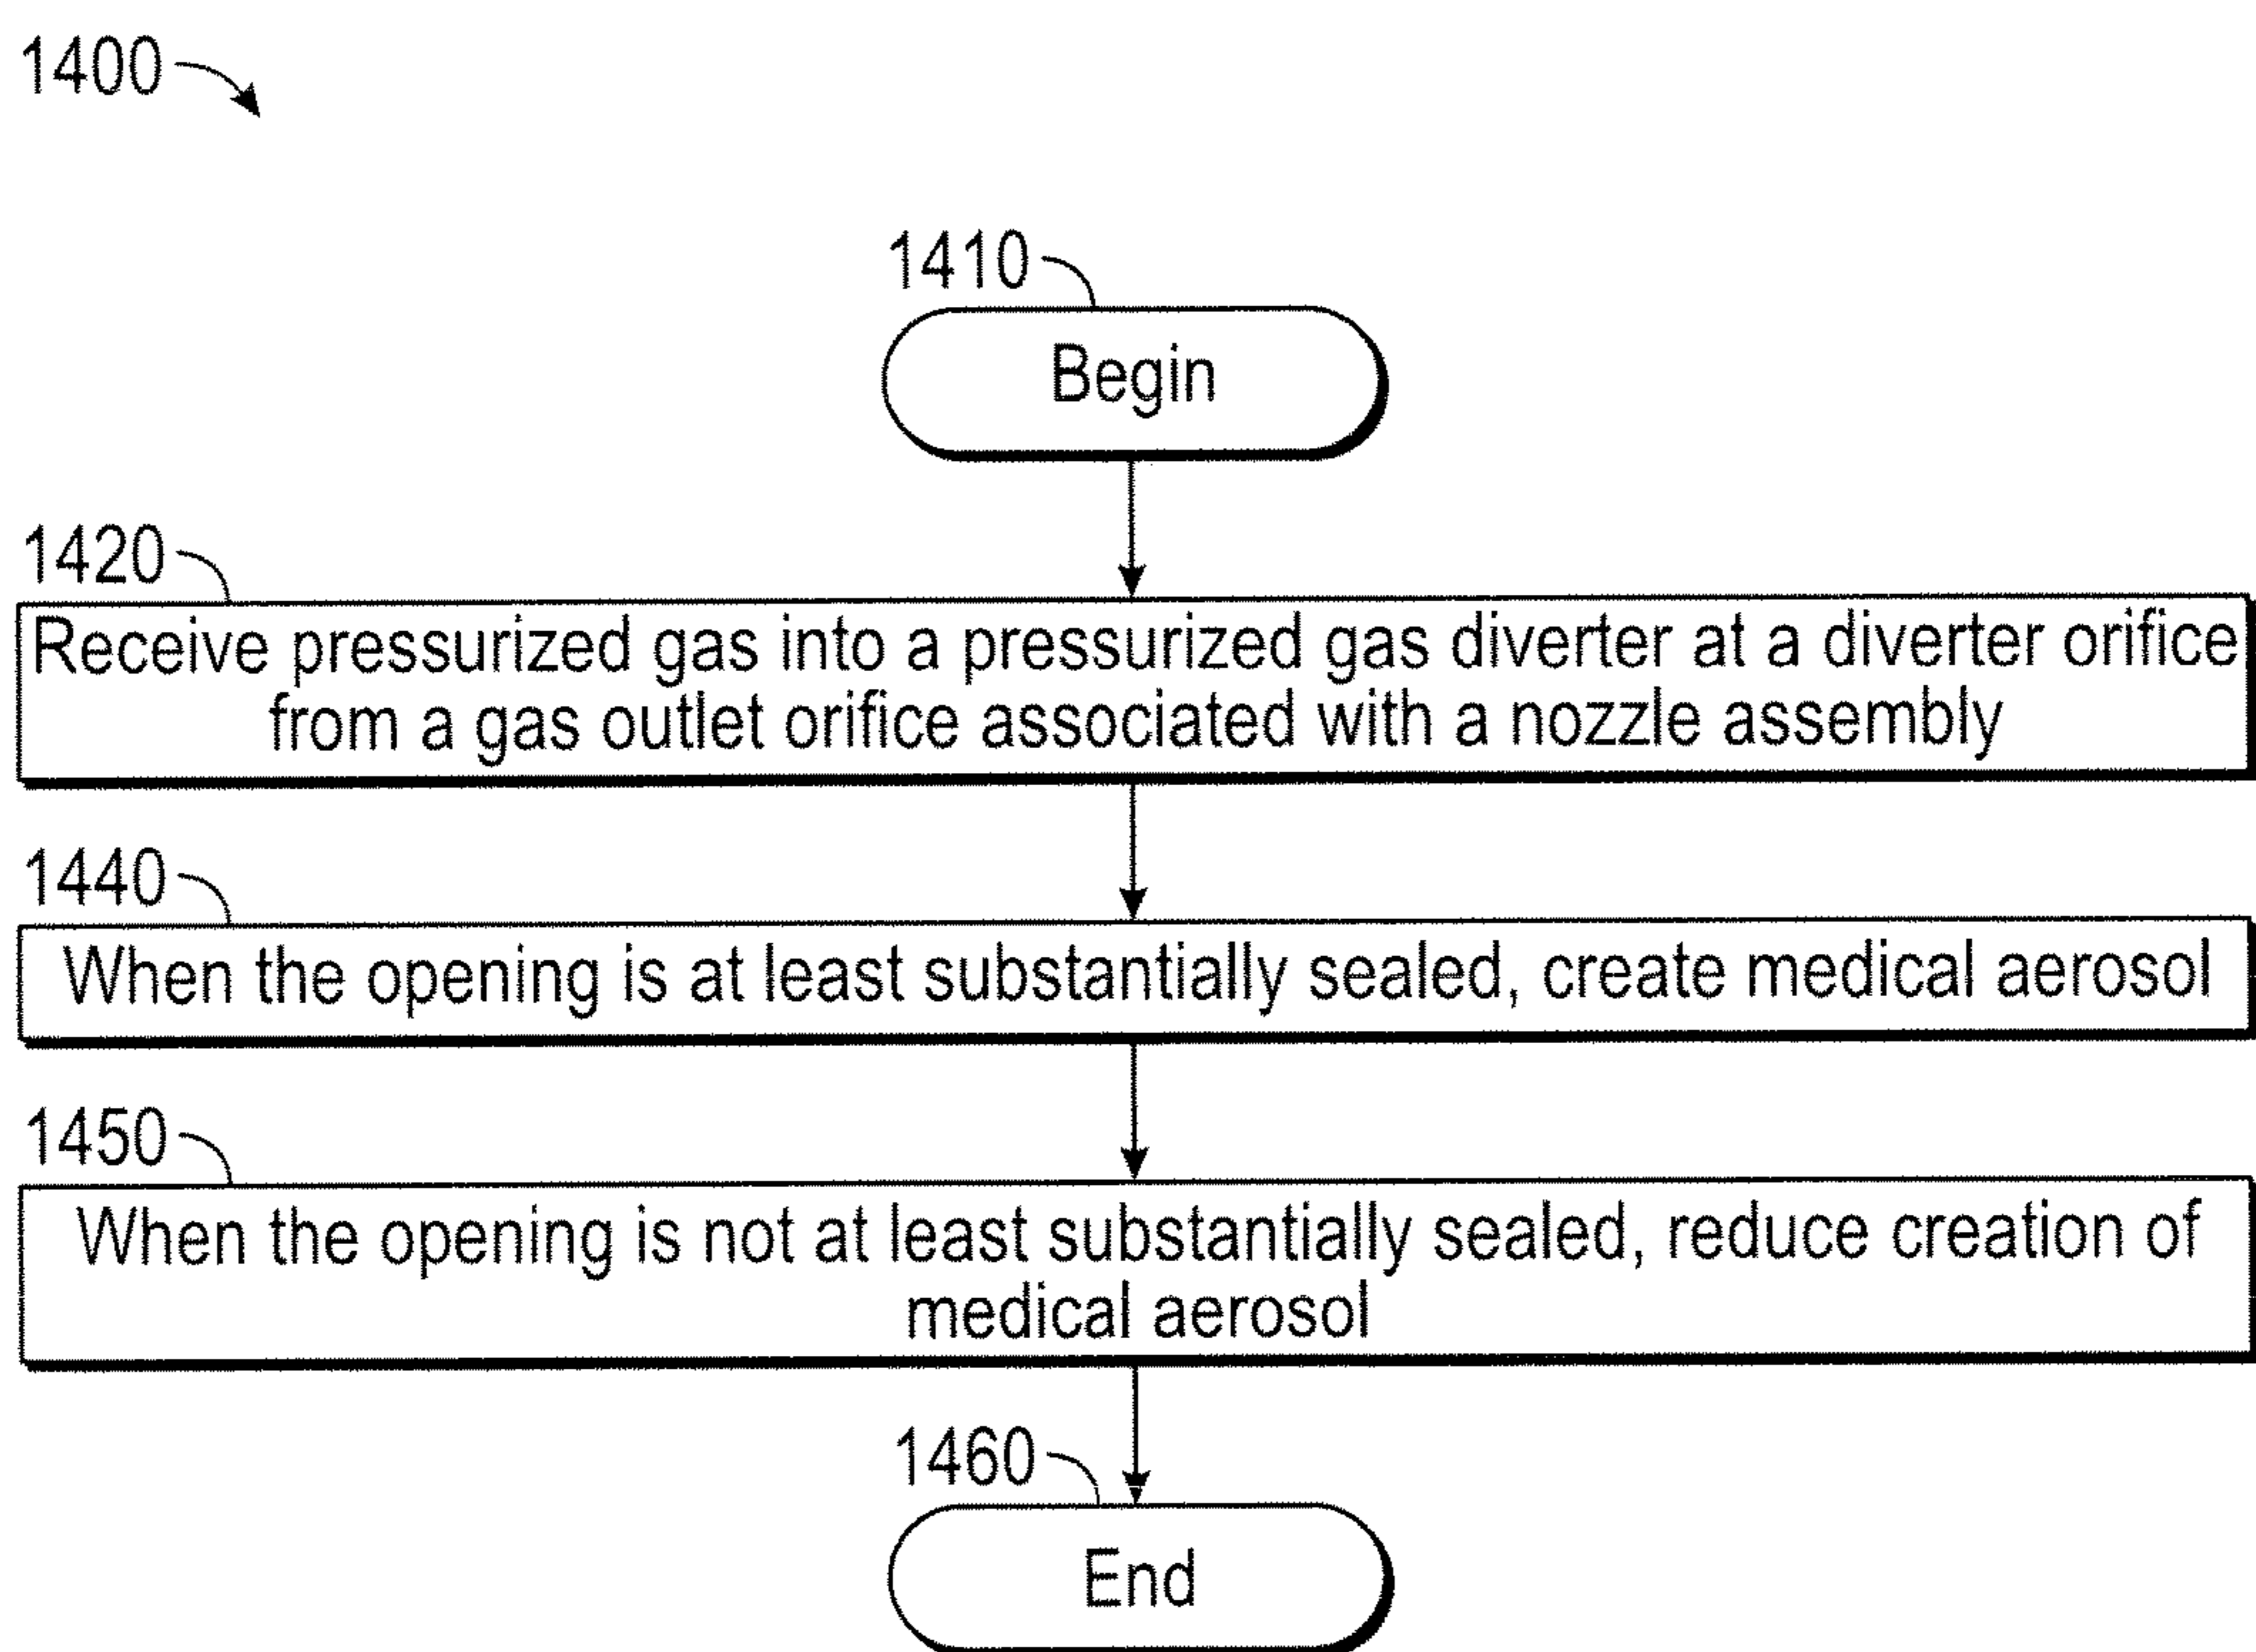 1400
1410
Begin
1420
Receive pressurized gas into a pressurized gas diverter at a diverter orifice
from a gas outlet orifice associated with a nozzle assembly
1440
When the opening is at least substantially sealed, create medical aerosol
1450
When the opening is not at least substantially sealed, reduce creation of
medical aerosol
1460
End